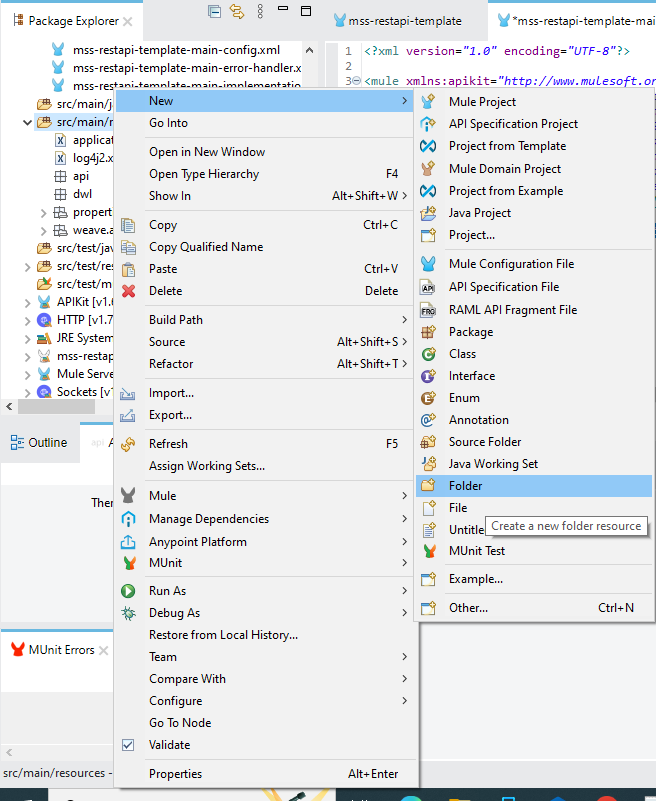 Package Explorer
mss-restapi-template
*mss-restapi-template-mai
mss-restapi-template-main-config.xml
mss-restapi-template-main-error-handler.x
mss-restapi-template-main-implementatio
src/main/j
src/main/r
applicat
log4j2.x
api
dwl
propert
weave.a
src/test/jav
src/test/res
src/test/m
APIKit [v1.
HTTP [v1.7
JRE System
mss-restap
Mule Serve
Sockets [v1
1 <?xml version="1.0" encoding="UTF-8"?>
2
3 <mule xmlns:apikit="http://www.mulesoft.or
Outline
Ther
MUnit Errors
src/main/resources -
New
Go Into
Open in New Window
Open Type Hierarchy F4
Show In Alt+Shift+W
Copy Ctrl+C
Copy Qualified Name
Paste Ctrl+V
Delete Delete
Build Path
Source Alt+Shift+S
Refactor Alt+Shift+T
Import...
Export...
Refresh F5
Assign Working Sets...
Mule
Manage Dependencies
Anypoint Platform
MUnit
Run As
Debug As
Restore from Local History...
Team
Compare With
Configure
Go To Node
Validate
Properties Alt+Enter
Mule Project
API Specification Project
Project from Template
Mule Domain Project
Project from Example
Java Project
Project...
Mule Configuration File
API Specification File
RAML API Fragment File
Package
Class
Interface
Enum
Annotation
Source Folder
Java Working Set
Folder
File
Untitle
Create a new folder resource
MUnit Test
Example...
Other... Ctrl+N